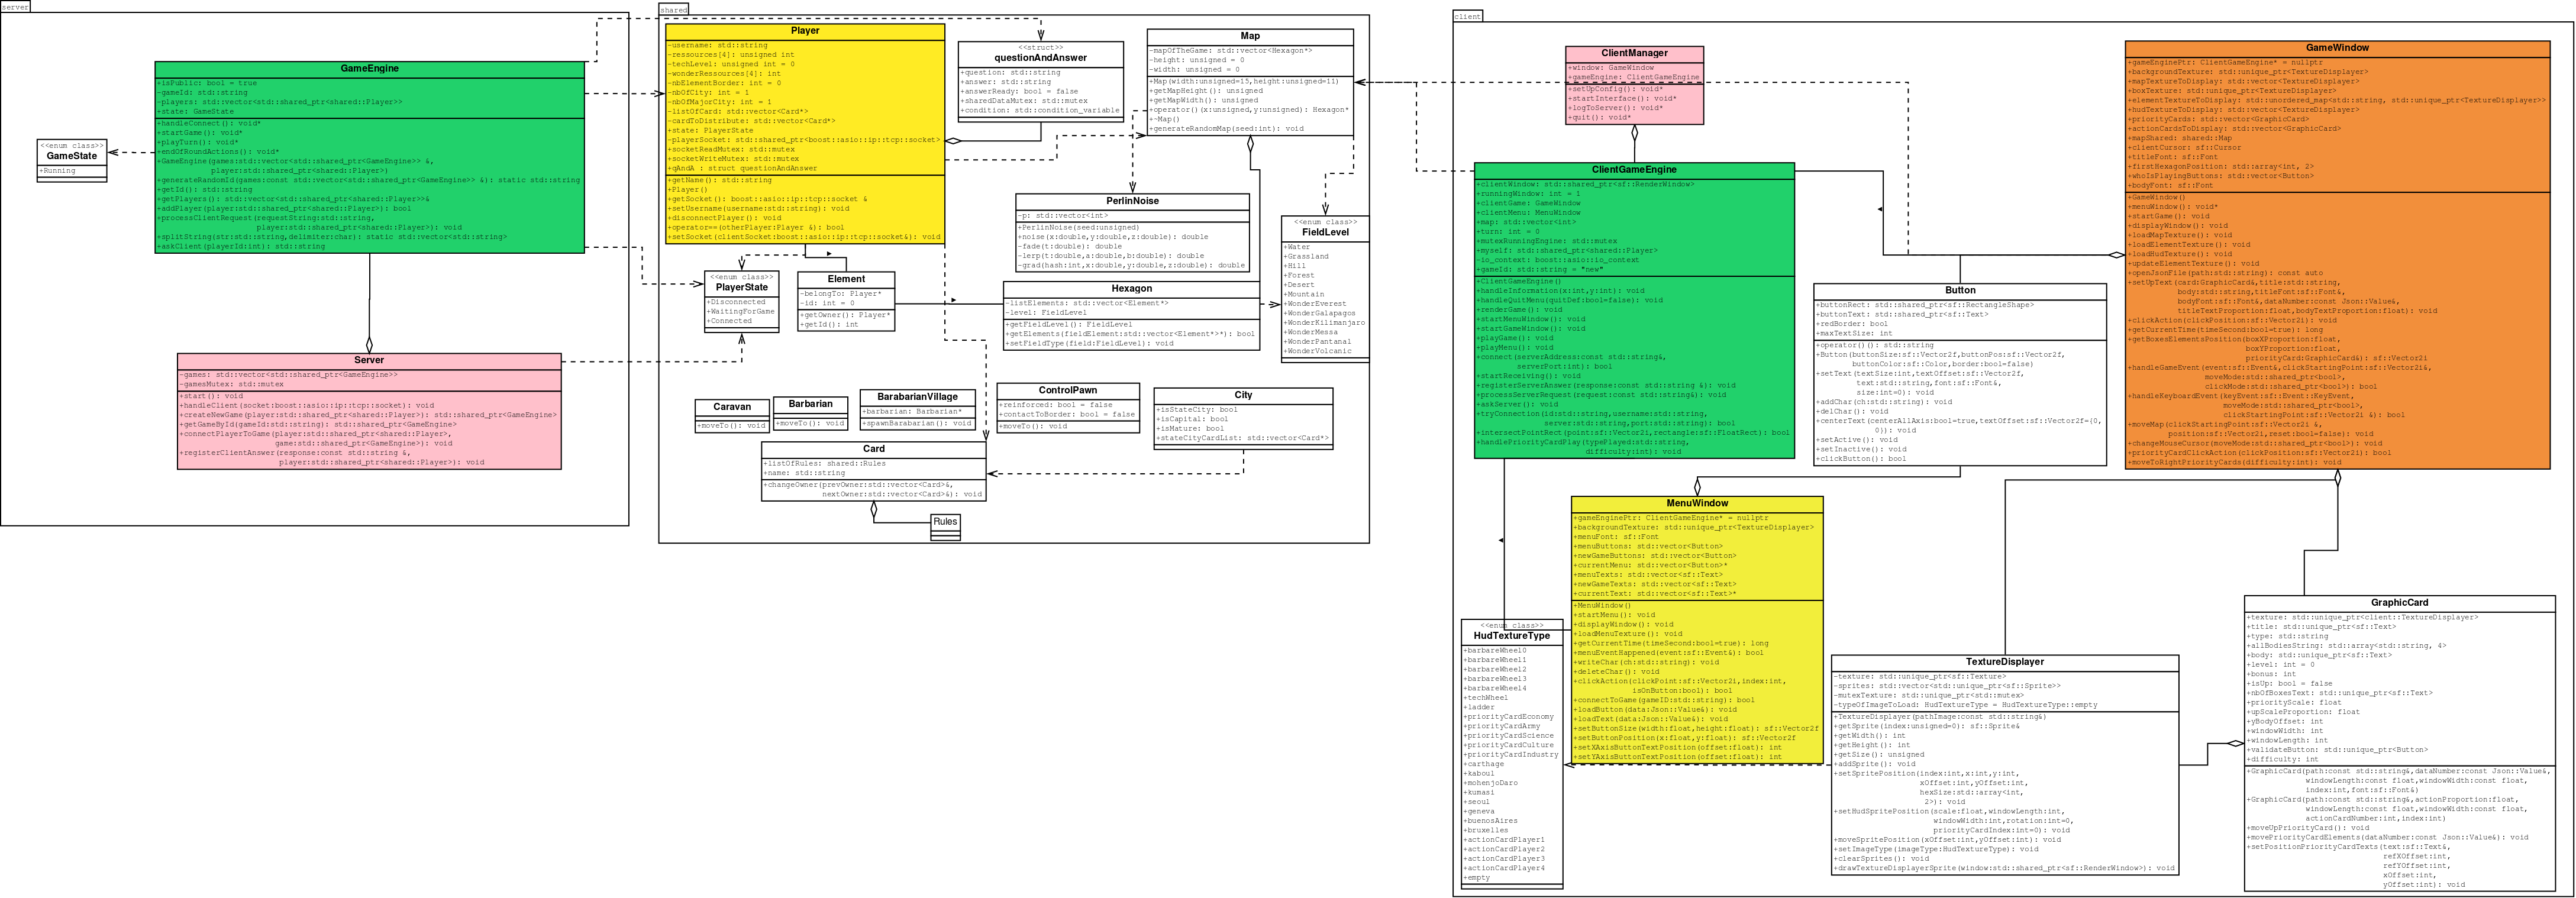 server
GameEngine
+isPublic: bool = true
-gameId: std::string
-players: std::vector<std::shared_ptr<shared::Player>>
+state: GameState
+handleConnect(): void*
+startGame(): void*
+playTurn(): void*
+endOfRoundActions(): void*
+GameEngine(games:std::vector<std::shared_ptr<GameEngine>> &,
player:std::shared_ptr<shared::Player>)
+generateRandomId(games:const std::vector<std::shared_ptr<GameEngine>> &): static std::string
+getId(): std::string
+getPlayers(): std::vector<std::shared_ptr<shared::Player>>&
+addPlayer(player:std::shared_ptr<shared::Player>): bool
+processClientRequest(requestString:std::string,
player:std::shared_ptr<shared::Player>): void
+splitString(str:std::string,delimiter:char): static std::vector<std::string>
+askClient(playerId:int): std::string
<<enum class>>
GameState
+Running
Server
-games: std::vector<std::shared_ptr<GameEngine>>
-gamesMutex: std::mutex
+start(): void
+handleClient(socket:boost::asio::ip::tcp::socket): void
+createNewGame(player:std::shared_ptr<shared::Player>): std::shared_ptr<GameEngine>
+getGameById(gameId:std::string): std::shared_ptr<GameEngine>
+connectPlayerToGame(player:std::shared_ptr<shared::Player>,
game:std::shared_ptr<GameEngine>): void
+registerClientAnswer(response:const std::string &,
player:std::shared_ptr<shared::Player>): void
shared
Player
-username: std::string
-ressources[4]: unsigned int
-techLevel: unsigned int = 0
-wonderRessources[4]: int
-nbElementBorder: int = 0
-nbOfCity: int = 1
-nbOfMajorCity: int = 1
-listOfCard: std::vector<Card*>
-cardToDistribute: std::vector<Card*>
+state: PlayerState
-playerSocket: std::shared_ptr<boost::asio::ip::tcp::socket>
+socketReadMutex: std::mutex
+socketWriteMutex: std::mutex
+qAndA : struct questionAndAnswer
+getName(): std::string
+Player()
+getSocket(): boost::asio::ip::tcp::socket &
+setUsername(username:std::string): void
+disconnectPlayer(): void
+operator==(otherPlayer:Player &): bool
+setSocket(clientSocket:boost::asio::ip::tcp::socket&): void
<<struct>>
questionAndAnswer
+question: std::string
+answer: std::string
+answerReady: bool = false
+sharedDataMutex: std::mutex
+condition: std::condition_variable
Map
-mapOfTheGame: std::vector<Hexagon*>
-height: unsigned = 0
-width: unsigned = 0
+Map(width:unsigned=15,height:unsigned=11)
+getMapHeight(): unsigned
+getMapWidth(): unsigned
+operator()(x:unsigned,y:unsigned): Hexagon*
+~Map()
+generateRandomMap(seed:int): void
PerlinNoise
-p: std::vector<int>
+PerlinNoise(seed:unsigned)
+noise(x:double,y:double,z:double): double
-fade(t:double): double
-lerp(t:double,a:double,b:double): double
-grad(hash:int,x:double,y:double,z:double): double
<<enum class>>
FieldLevel
+Water
+Grassland
+Hill
+Forest
+Desert
+Mountain
+WonderEverest
+WonderGalapagos
+WonderKilimanjaro
+WonderMessa
+WonderPantanal
+WonderVolcanic
<<enum class>>
PlayerState
+Disconnected
+WaitingForGame
+Connected
Element
-belongTo: Player*
-id: int = 0
+getOwner(): Player*
+getId(): int
Hexagon
-listElements: std::vector<Element*>
-level: FieldLevel
+getFieldLevel(): FieldLevel
+getElements(fieldElement:std::vector<Element*>*): bool
+setFieldType(field:FieldLevel): void
Caravan
+moveTo(): void
Barbarian
+moveTo(): void
BararbarianVillage
+barbarian: Barbarian*
+spawnBarabarian(): void
ControlPawn
+reinforced: bool = false
+contactToBorder: bool = false
+moveTo(): void
City
+isStateCity: bool
+isCapital: bool
+isMature: bool
+stateCityCardList: std::vector<Card*>
Card
+listOfRules: shared::Rules
+name: std::string
+changeOwner(prevOwner:std::vector<Card>&,
nextOwner:std::vector<Card>&): void
Rules
client
ClientManager
+window: GameWindow
+gameEngine: ClientGameEngine
+setUpConfig(): void*
+startInterface(): void*
+logToServer(): void*
+quit(): void*
ClientGameEngine
+clientWindow: std::shared_ptr<sf::RenderWindow>
+runningWindow: int = 1
+clientGame: GameWindow
+clientMenu: MenuWindow
+map: std::vector<int>
+turn: int = 0
+mutexRunningEngine: std::mutex
+myself: std::shared_ptr<shared::Player>
-io_context: boost::asio::io_context
+gameId: std::string = "new"
+ClientGameEngine()
+handleInformation(x:int,y:int): void
+handleQuitMenu(quitDef:bool=false): void
+renderGame(): void
+startMenuWindow(): void
+startGameWindow(): void
+playGame(): void
+playMenu(): void
+connect(serverAddress:const std::string&,
serverPort:int): bool
+startReceiving(): void
+registerServerAnswer(response:const std::string &): void
+processServerRequest(request:const std::string&): void
+askServer(): void
+tryConnection(id:std::string,username:std::string,
server:std::string,port:std::string): bool
+intersectPointRect(point:sf::Vector2i,rectangle:sf::FloatRect): bool
+handlePriorityCardPlay(typePlayed:std::string,
difficulty:int): void
GameWindow
+gameEnginePtr: ClientGameEngine* = nullptr
+backgroundTexture: std::unique_ptr<TextureDisplayer>
+mapTextureToDisplay: std::vector<TextureDisplayer>
+boxTexture: std::unique_ptr<TextureDisplayer>
+elementTextureToDisplay: std::unordered_map<std::string, std::unique_ptr<TextureDisplayer>>
+hudTextureToDisplay: std::vector<TextureDisplayer>
+priorityCards: std::vector<GraphicCard>
+actionCardsToDisplay: std::vector<GraphicCard>
+mapShared: shared::Map
+clientCursor: sf::Cursor
+titleFont: sf::Font
+firstHexagonPosition: std::array<int, 2>
+whoIsPlayingButtons: std::vector<Button>
+bodyFont: sf::Font
+GameWindow()
+menuWindow(): void*
+startGame(): void
+displayWindow(): void
+loadMapTexture(): void
+loadElementTexture(): void
+loadHudTexture(): void
+updateElementTexture(): void
+openJsonFile(path:std::string): const auto
+setUpText(card:GraphicCard&,title:std::string,
body:std::string,titleFont:sf::Font&,
bodyFont:sf::Font&,dataNumber:const Json::Value&,
titleTextProportion:float,bodyTextProportion:float): void
+clickAction(clickPosition:sf::Vector2i): void
+getCurrentTime(timeSecond:bool=true): long
+getBoxesElementsPosition(boxXProportion:float,
boxYProportion:float,
priorityCard:GraphicCard&): sf::Vector2i
+handleGameEvent(event:sf::Event&,clickStartingPoint:sf::Vector2i&,
moveMode:std::shared_ptr<bool>,
clickMode:std::shared_ptr<bool>): bool
+handleKeyboardEvent(keyEvent:sf::Event::KeyEvent,
moveMode:std::shared_ptr<bool>,
clickStartingPoint:sf::Vector2i &): bool
+moveMap(clickStartingPoint:sf::Vector2i &,
position:sf::Vector2i,reset:bool=false): void
+changeMouseCursor(moveMode:std::shared_ptr<bool>): void
+priorityCardClickAction(clickPosition:sf::Vector2i): bool
+moveToRightPriorityCards(difficulty:int): void
Button
+buttonRect: std::shared_ptr<sf::RectangleShape>
+buttonText: std::shared_ptr<sf::Text>
+redBorder: bool
+maxTextSize: int
+operator()(): std::string
+Button(buttonSize:sf::Vector2f,buttonPos:sf::Vector2f,
buttonColor:sf::Color,border:bool=false)
+setText(textSize:int,textOffset:sf::Vector2f,
text:std::string,font:sf::Font&,
size:int=0): void
+addChar(ch:std::string): void
+delChar(): void
+centerText(centerAllAxis:bool=true,textOffset:sf::Vector2f={0,
0}): void
+setActive(): void
+setInactive(): void
+clickButton(): bool
MenuWindow
+gameEnginePtr: ClientGameEngine* = nullptr
+backgroundTexture: std::unique_ptr<TextureDisplayer>
+menuFont: sf::Font
+menuButtons: std::vector<Button>
+newGameButtons: std::vector<Button>
+currentMenu: std::vector<Button>*
+menuTexts: std::vector<sf::Text>
+newGameTexts: std::vector<sf::Text>
+currentText: std::vector<sf::Text>*
+MenuWindow()
+startMenu(): void
+displayWindow(): void
+loadMenuTexture(): void
+getCurrentTime(timeSecond:bool=true): long
+menuEventHappened(event:sf::Event&): bool
+writeChar(ch:std::string): void
+deleteChar(): void
+clickAction(clickPoint:sf::Vector2i,index:int,
isOnButton:bool): bool
+connectToGame(gameID:std::string): bool
+loadButton(data:Json::Value&): void
+loadText(data:Json::Value&): void
+setButtonSize(width:float,height:float): sf::Vector2f
+setButtonPosition(x:float,y:float): sf::Vector2f
+setXAxisButtonTextPosition(offset:float): int
+setYAxisButtonTextPosition(offset:float): int
<<enum class>>
HudTextureType
+barbareWheel0
+barbareWheel1
+barbareWheel2
+barbareWheel3
+barbareWheel4
+techWheel
+ladder
+priorityCardEconomy
+priorityCardArmy
+priorityCardScience
+priorityCardCulture
+priorityCardIndustry
+carthage
+kaboul
+mohenjoDaro
+kumasi
+seoul
+geneva
+buenosAires
+bruxelles
+actionCardPlayer1
+actionCardPlayer2
+actionCardPlayer3
+actionCardPlayer4
+empty
TextureDisplayer
-texture: std::unique_ptr<sf::Texture>
-sprites: std::vector<std::unique_ptr<sf::Sprite>>
-mutexTexture: std::unique_ptr<std::mutex>
-typeOfImageToLoad: HudTextureType = HudTextureType::empty
+TextureDisplayer(pathImage:const std::string&)
+getSprite(index:unsigned=0): sf::Sprite&
+getWidth(): int
+getHeight(): int
+getSize(): unsigned
+addSprite(): void
+setSpritePosition(index:int,x:int,y:int,
xOffset:int,yOffset:int,
hexSize:std::array<int,
2>): void
+setHudSpritePosition(scale:float,windowLength:int,
windowWidth:int,rotation:int=0,
priorityCardIndex:int=0): void
+moveSpritePosition(xOffset:int,yOffset:int): void
+setImageType(imageType:HudTextureType): void
+clearSprites(): void
+drawTextureDisplayerSprite(window:std::shared_ptr<sf::RenderWindow>): void
GraphicCard
+texture: std::unique_ptr<client::TextureDisplayer>
+title: std::unique_ptr<sf::Text>
+type: std::string
+allBodiesString: std::array<std::string, 4>
+body: std::unique_ptr<sf::Text>
+level: int = 0
+bonus: int
+isUp: bool = false
+nbOfBoxesText: std::unique_ptr<sf::Text>
+priorityScale: float
+upScaleProportion: float
+yBodyOffset: int
+windowWidth: int
+windowLength: int
+validateButton: std::unique_ptr<Button>
+difficulty: int
+GraphicCard(path:const std::string&,dataNumber:const Json::Value&,
windowLength:const float,windowWidth:const float,
index:int,font:sf::Font&)
+GraphicCard(path:const std::string&,actionProportion:float,
windowLength:const float,windowWidth:const float,
actionCardNumber:int,index:int)
+moveUpPriorityCard(): void
+movePriorityCardElements(dataNumber:const Json::Value&): void
+setPositionPriorityCardTexts(text:sf::Text&,
refXOffset:int,
refYOffset:int,
xOffset:int,
yOffset:int): void